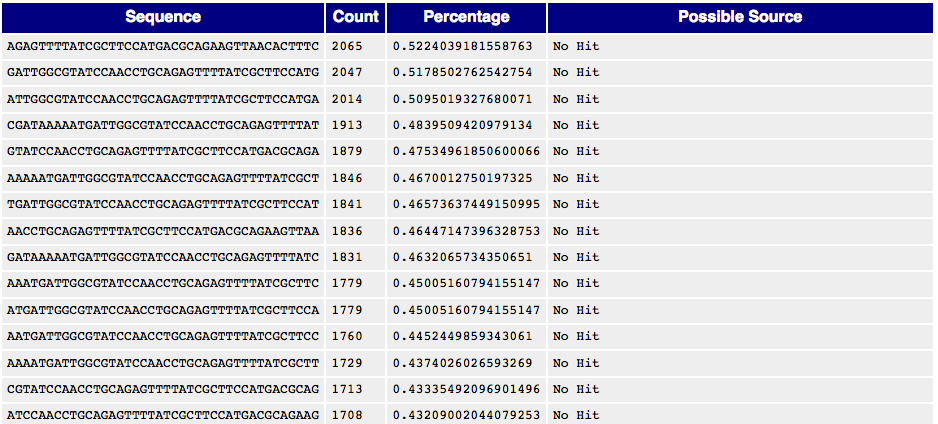 Sequence Count Percentage Possible Source
AGAGTTTTATCGCTTCCATGACGCAGAAGTTAACACTTTC 2065 0.5224039181558763 No Hit
GATTGGCGTATCCAACCTGCAGAGTTTTATCGCTTCCATG 2047 0.5178502762542754 No Hit
ATTGGCGTATCCAACCTGCAGAGTTTTATCGCTTCCATGA 2014 0.5095019327680071 No Hit
CGATAAAAATGATTGGCGTATCCAACCTGCAGAGTTTTAT 1913 0.4839509420979134 No Hit
GTATCCAACCTGCAGAGTTTTATCGCTTCCATGACGCAGA 1879 0.47534961850600066 No Hit
AAAAATGATTGGCGTATCCAACCTGCAGAGTTTTATCGCT 1846 0.4670012750197325 No Hit
TGATTGGCGTATCCAACCTGCAGAGTTTTATCGCTTCCAT 1841 0.46573637449150995 No Hit
AACCTGCAGAGTTTTATCGCTTCCATGACGCAGAAGTTAA 1836 0.46447147396328753 No Hit
GATAAAAATGATTGGCGTATCCAACCTGCAGAGTTTTATC 1831 0.4632065734350651 No Hit
AAATGATTGGCGTATCCAACCTGCAGAGTTTTATCGCTTC 1779 0.45005160794155147 No Hit
ATGATTGGCGTATCCAACCTGCAGAGTTTTATCGCTTCCA 1779 0.45005160794155147 No Hit
AATGATTGGCGTATCCAACCTGCAGAGTTTTATCGCTTCC 1760 0.4452449859343061 No Hit
AAAATGATTGGCGTATCCAACCTGCAGAGTTTTATCGCTT 1729 0.4374026026593269 No Hit
CGTATCCAACCTGCAGAGTTTTATCGCTTCCATGACGCAG 1713 0.43335492096901496 No Hit
ATCCAACCTGCAGAGTTTTATCGCTTCCATGACGCAGAAG 1708 0.43209002044079253 No Hit